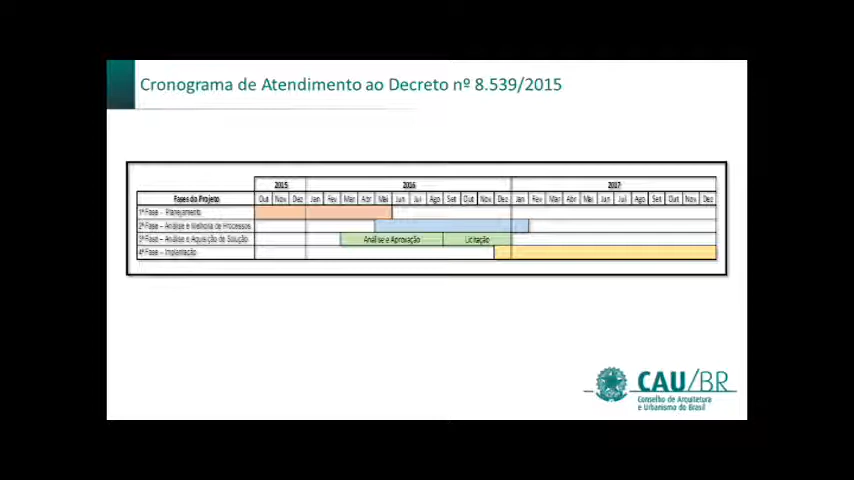 Cronograma de Atendimento ao Decreto nº 8.539/2015
2015 2016 2017
Fases do Projeto Out Nov Dez Jan Fev Mar Abr Mai Jun Jul Ago Set Out Nov Dez Jan Fev Mar Abr Mai Jun Jul Ago Set Out Nov Dez
1ª Fase – Planejamento
2ª Fase – Análise e Melhoria de Processos
3ª Fase – Análise e Aquisição de Solução Análise e Aprovação Licitação
4ª Fase – Implantação
CAU/BR
Conselho de Arquitetura
e Urbanismo do Brasil